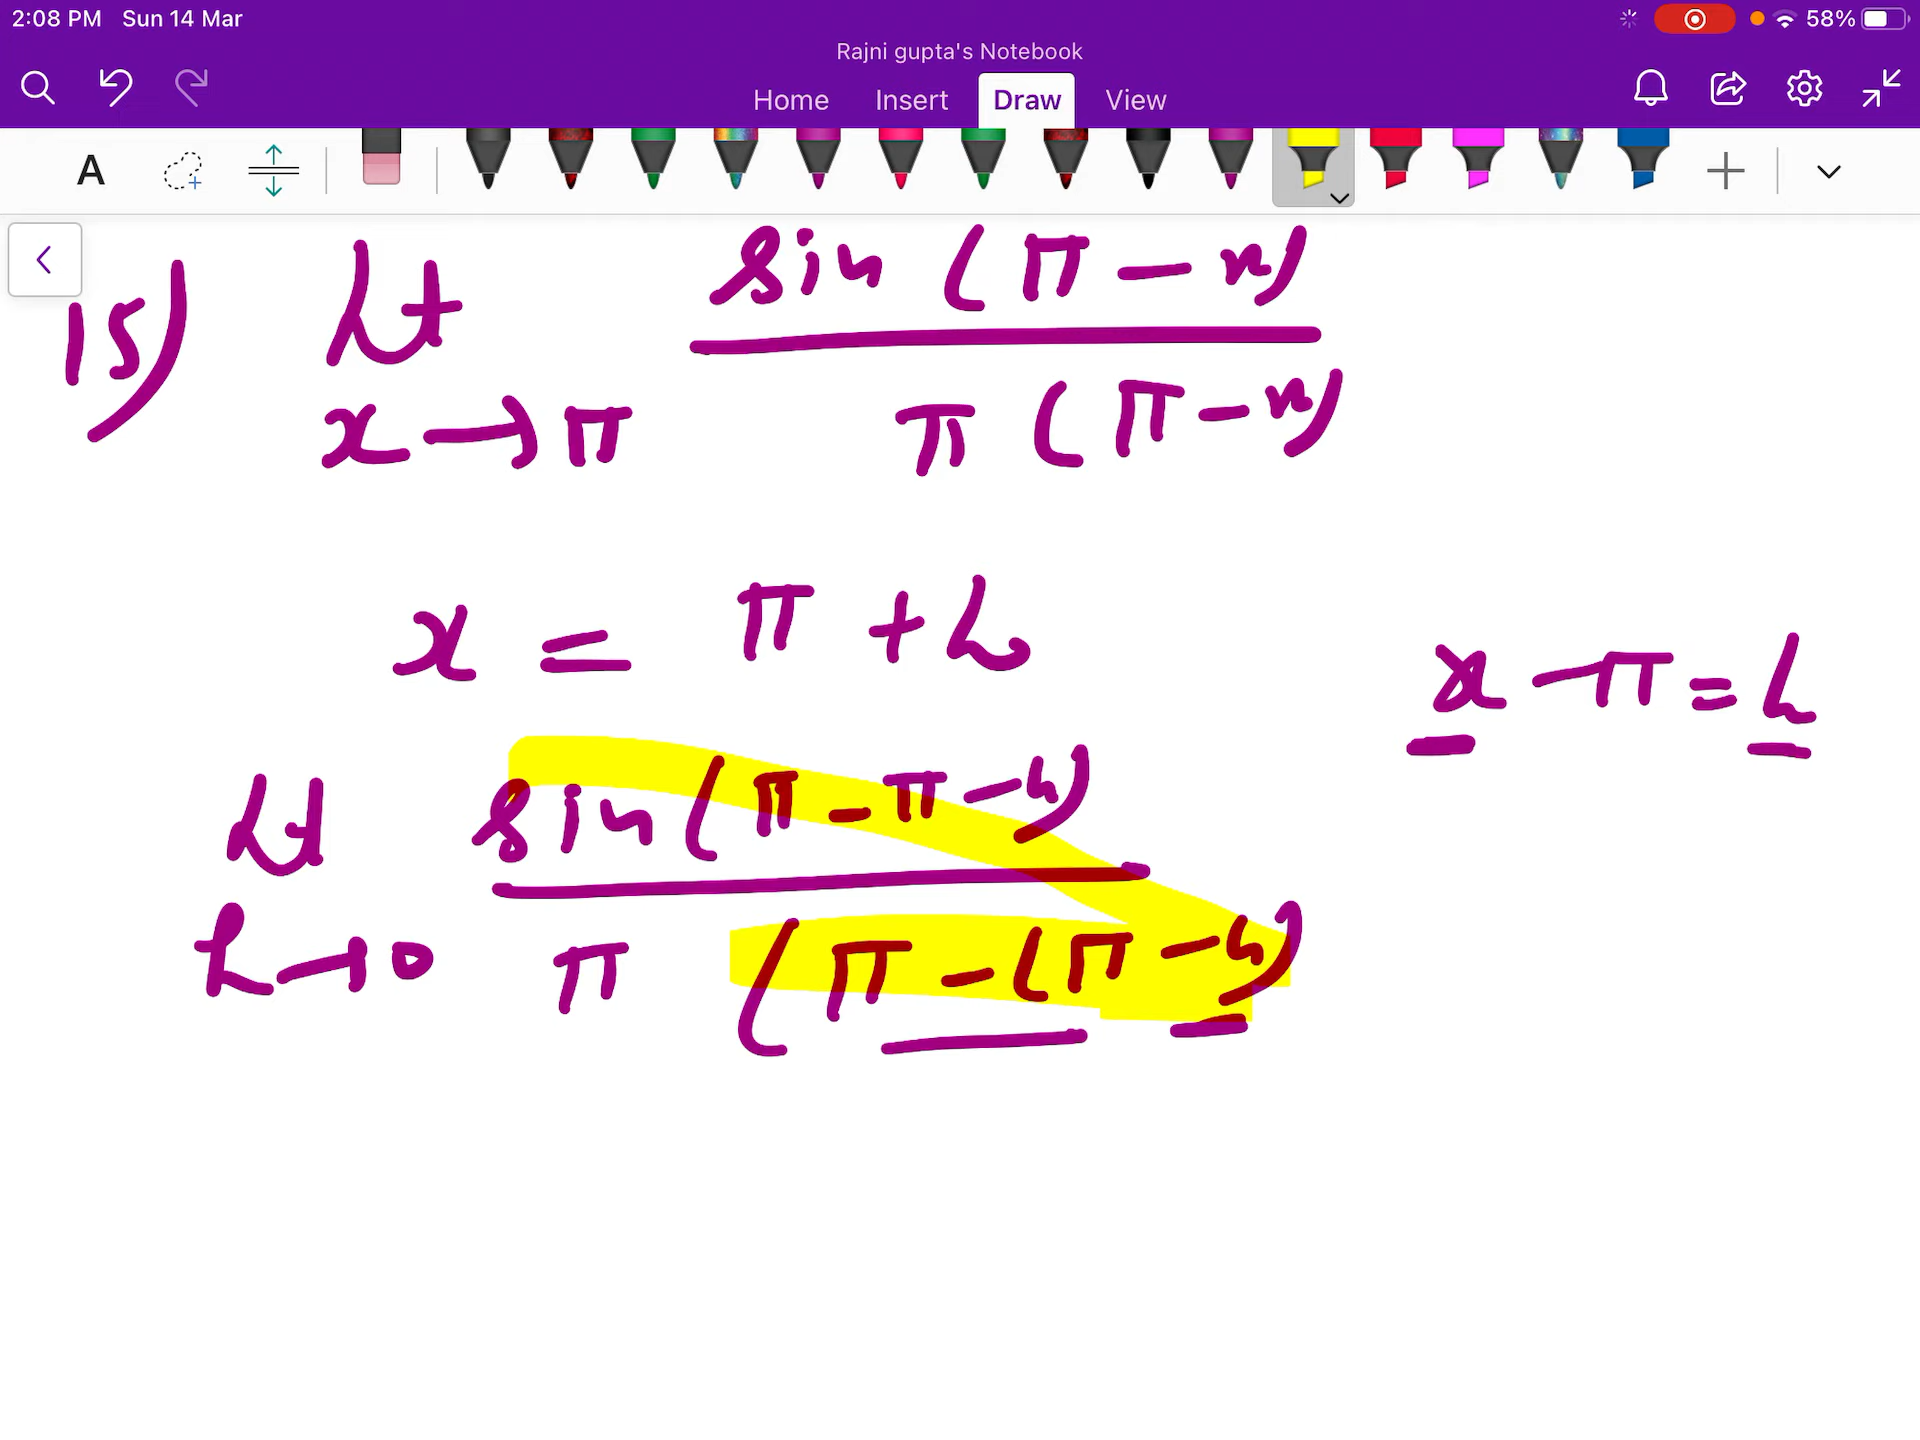 2:08 PM Sun 14 Mar 58%
Rajni gupta's Notebook
Home Insert Draw View
A
15) Lt sin (π - x)
x → π π (π - x)
x = π + h
x - π = h
Lt sin (π - π - h)
h → 0 π (π - (π - h)